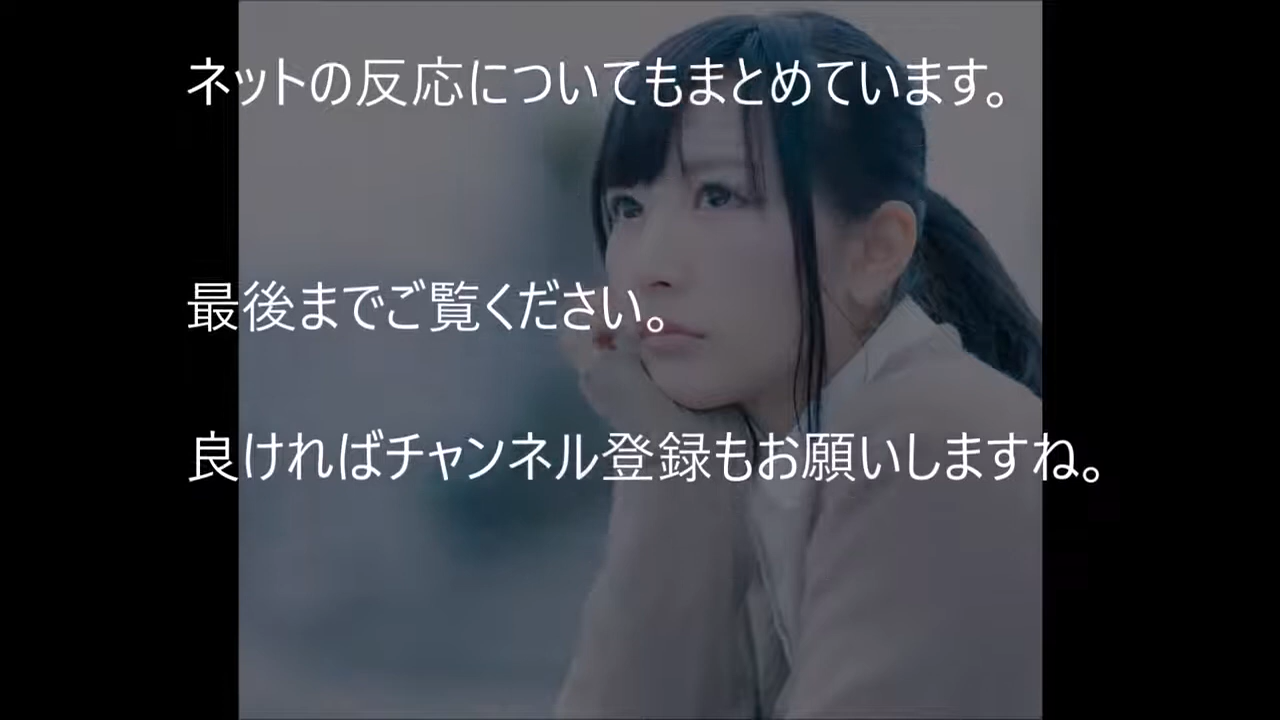 ネットの反応についてもまとめています。
最後までご覧ください。
良ければチャンネル登録もお願いしますね。